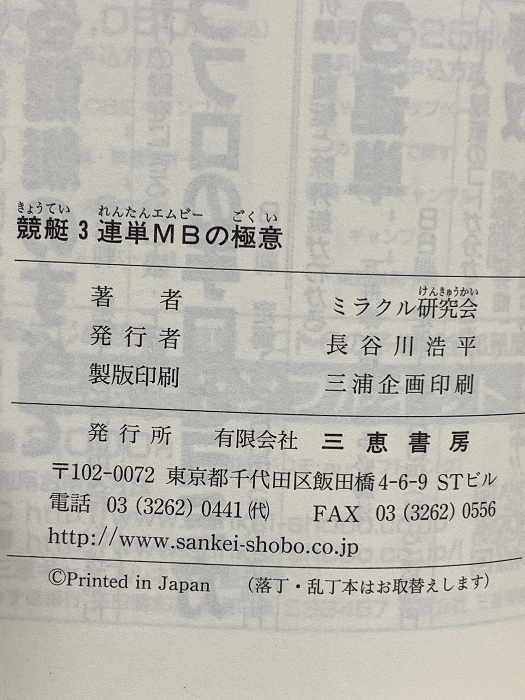 きょうてい れんたんエムビー ごくい
競艇3連単MBの極意
けんきゅうかい
著者 ミラクル研究会
発行者 長谷川浩平
製版印刷 三浦企画印刷
発行所 有限会社 三恵書房
〒102-0072 東京都千代田区飯田橋4-6-9 STビル
電話 03(3262)0441㈹ FAX 03(3262)0556
http://www.sankei-shobo.co.jp
©Printed in Japan (落丁・乱丁本はお取替えします)